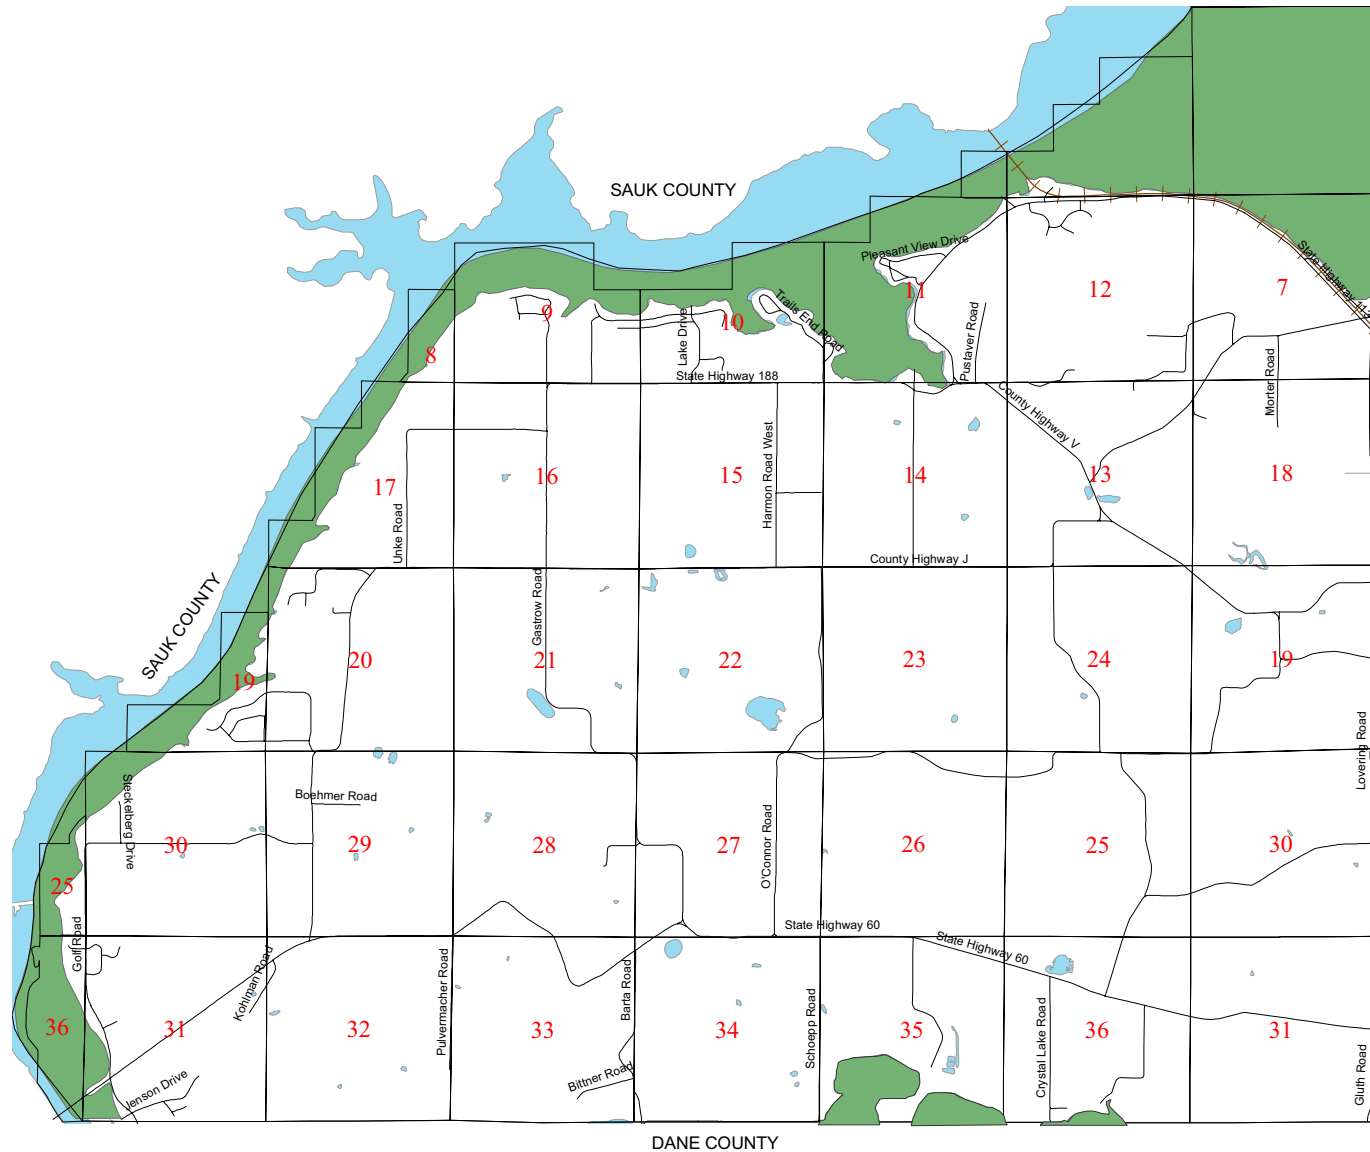 SAUK COUNTY
Pleasant View Drive
State Highway 113
11
12
7
Trails End Road
9
10
Lake Drive
Pustaver Road
8
State Highway 188
Morter Road
County Highway V
Harmon Road West
17
16
15
14
13
18
Unke Road
County Highway J
SAUK COUNTY
Gastrow Road
19
20
21
22
23
24
19
Lovering Road
Steckelberg Drive
Boehmer Road
O'Connor Road
30
29
28
27
26
25
30
25
Golf Road
State Highway 60
State Highway 60
Kohlman Road
Pulvermacher Road
Barta Road
Schoepp Road
Crystal Lake Road
Gluth Road
36
31
32
33
34
35
36
31
Jenson Drive
Bittner Road
DANE COUNTY